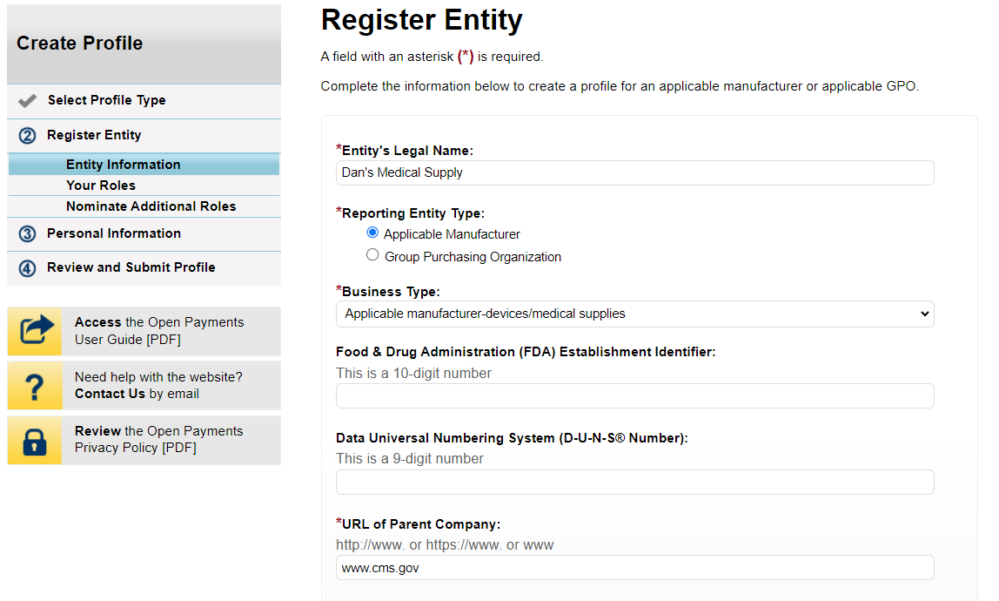 Create Profile
Select Profile Type
2 Register Entity
Entity Information
Your Roles
Nominate Additional Roles
3 Personal Information
4 Review and Submit Profile
Access the Open Payments
User Guide [PDF]
?
Need help with the website?
Contact Us by email
Review the Open Payments
Privacy Policy [PDF]
Register Entity
A field with an asterisk (*) is required.
Complete the information below to create a profile for an applicable manufacturer or applicable GPO.
*Entity's Legal Name:
Dan's Medical Supply
*Reporting Entity Type:
Applicable Manufacturer
Group Purchasing Organization
*Business Type:
Applicable manufacturer-devices/medical supplies
Food & Drug Administration (FDA) Establishment Identifier:
This is a 10-digit number
Data Universal Numbering System (D-U-N-S® Number):
This is a 9-digit number
*URL of Parent Company:
http://www. or https://www. or www
www.cms.gov